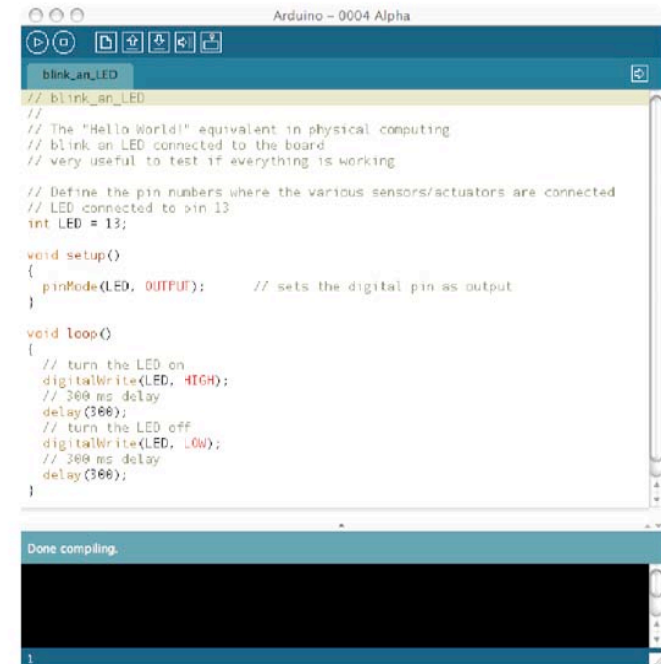 Arduino – 0004 Alpha
blink_an_LED
// blink_an_LED
//
// The "Hello World!" equivalent in physical computing
// blink an LED connected to the board
// very useful to test if everything is working
// Define the pin numbers where the various sensors/actuators are connected
// LED connected to pin 13
int LED = 13;
void setup()
{
pinMode(LED, OUTPUT); // sets the digital pin as output
}
void loop()
{
// turn the LED on
digitalWrite(LED, HIGH);
// 300 ms delay
delay(300);
// turn the LED off
digitalWrite(LED, LOW);
// 300 ms delay
delay(300);
}
Done compiling.
1